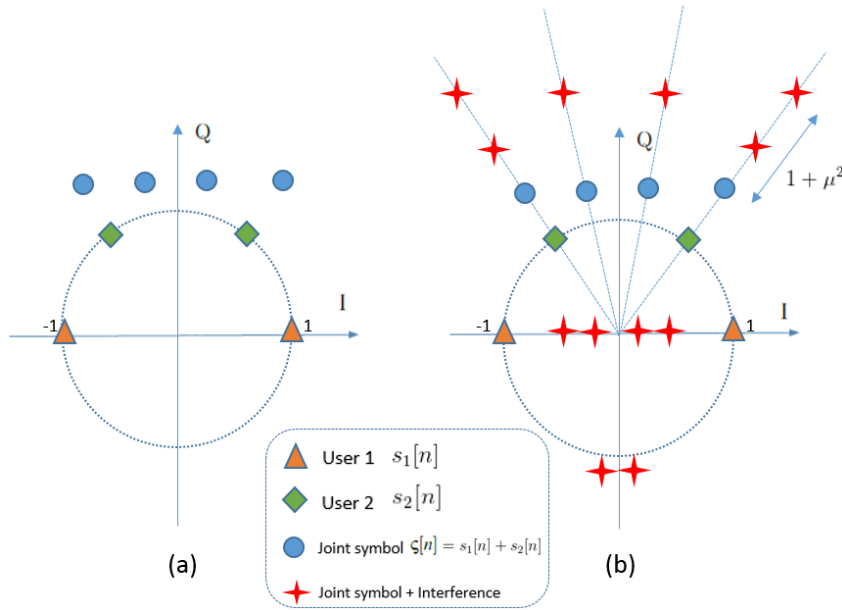 Q
I
-1
1
(a)
Q
1 + μ²
I
-1
1
(b)
User 1 s₁[n]
User 2 s₂[n]
Joint symbol ς[n] = s₁[n] + s₂[n]
Joint symbol + Interference